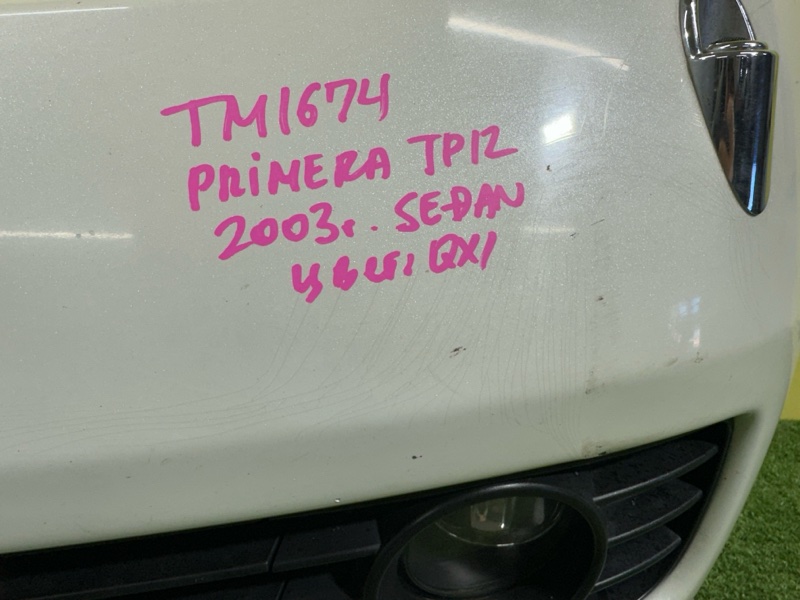 TM1674
PRIMERA TP12
2003г. SEDAN
цвет: QX1